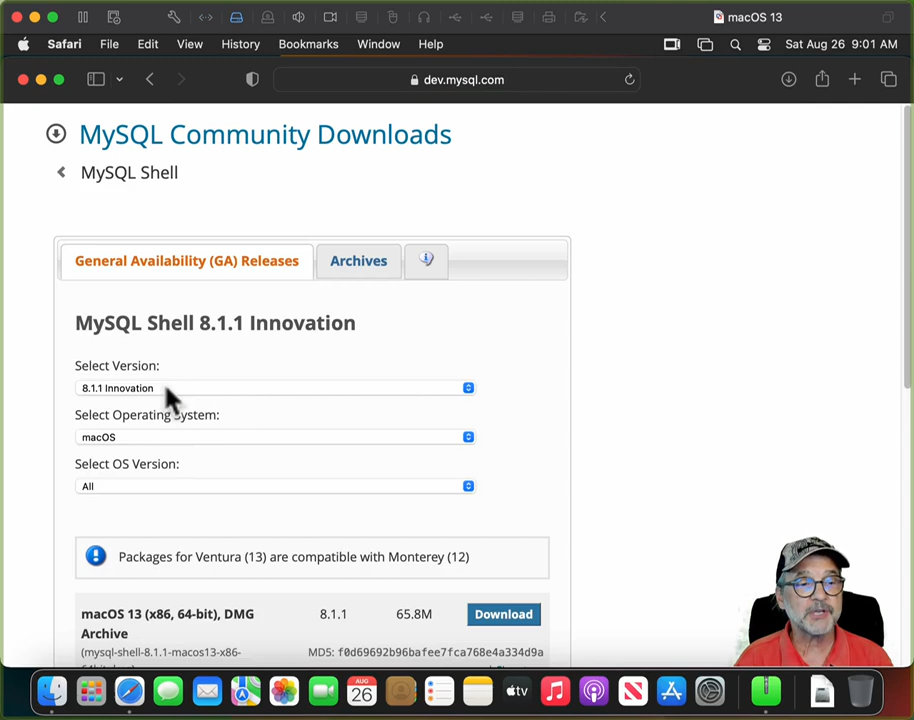 macOS 13
Safari File Edit View History Bookmarks Window Help Sat Aug 26 9:01 AM
dev.mysql.com
MySQL Community Downloads
MySQL Shell
General Availability (GA) Releases Archives
MySQL Shell 8.1.1 Innovation
Select Version:
8.1.1 Innovation
Select Operating System:
macOS
Select OS Version:
All
Packages for Ventura (13) are compatible with Monterey (12)
macOS 13 (x86, 64-bit), DMG 8.1.1 65.8M Download
Archive
(mysql-shell-8.1.1-macos13-x86- MD5: f0d69692b96bafee7fca768e4a334d9a
AUG
26
tv